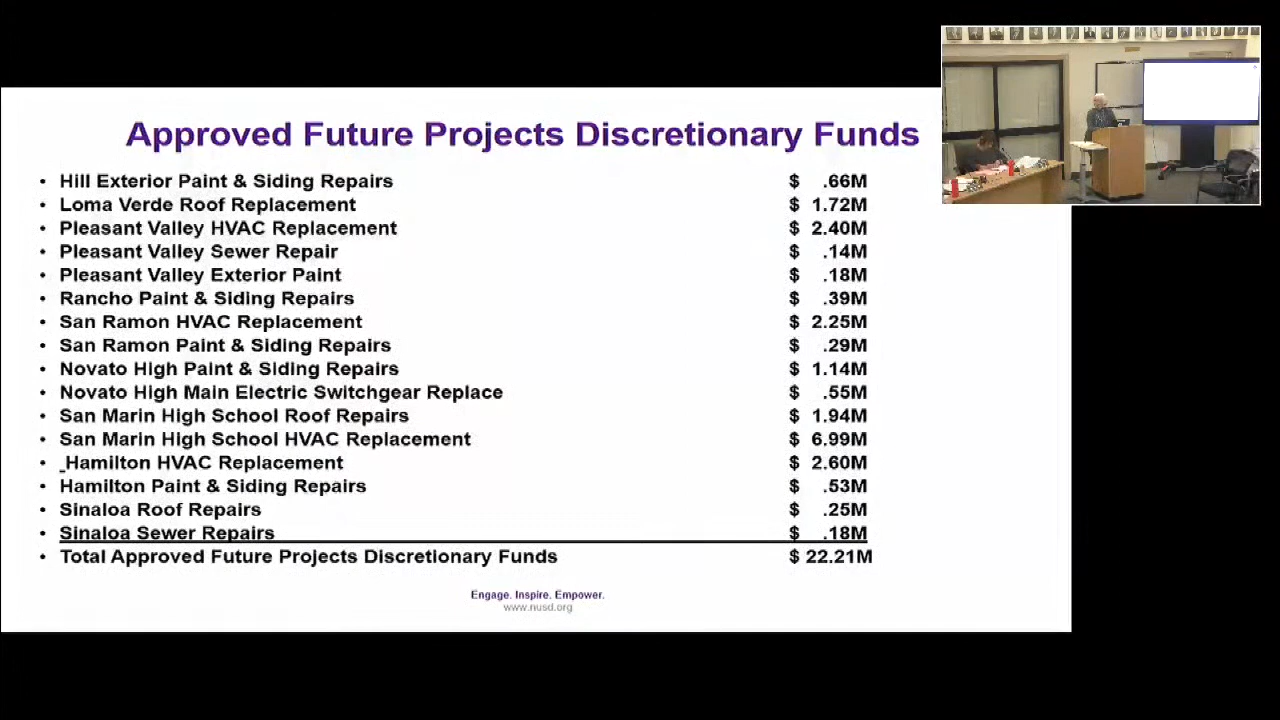 Approved Future Projects Discretionary Funds
• Hill Exterior Paint & Siding Repairs $ .66M
• Loma Verde Roof Replacement $ 1.72M
• Pleasant Valley HVAC Replacement $ 2.40M
• Pleasant Valley Sewer Repair $ .14M
• Pleasant Valley Exterior Paint $ .18M
• Rancho Paint & Siding Repairs $ .39M
• San Ramon HVAC Replacement $ 2.25M
• San Ramon Paint & Siding Repairs $ .29M
• Novato High Paint & Siding Repairs $ 1.14M
• Novato High Main Electric Switchgear Replace $ .55M
• San Marin High School Roof Repairs $ 1.94M
• San Marin High School HVAC Replacement $ 6.99M
• _Hamilton HVAC Replacement $ 2.60M
• Hamilton Paint & Siding Repairs $ .53M
• Sinaloa Roof Repairs $ .25M
• Sinaloa Sewer Repairs $ .18M
• Total Approved Future Projects Discretionary Funds $ 22.21M
Engage. Inspire. Empower.
www.nusd.org